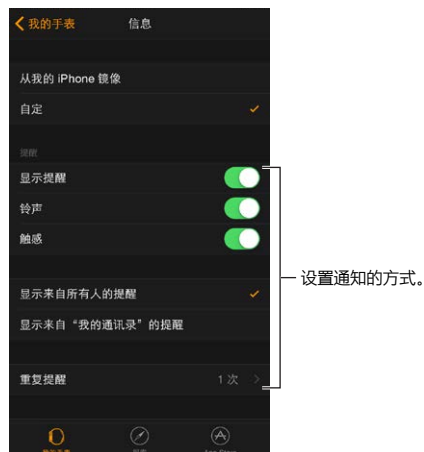 我的手表 信息
从我的 iPhone 镜像
自定
提醒
显示提醒
铃声
触感
设置通知的方式。
显示来自所有人的提醒
显示来自“我的通讯录”的提醒
重复提醒 1 次